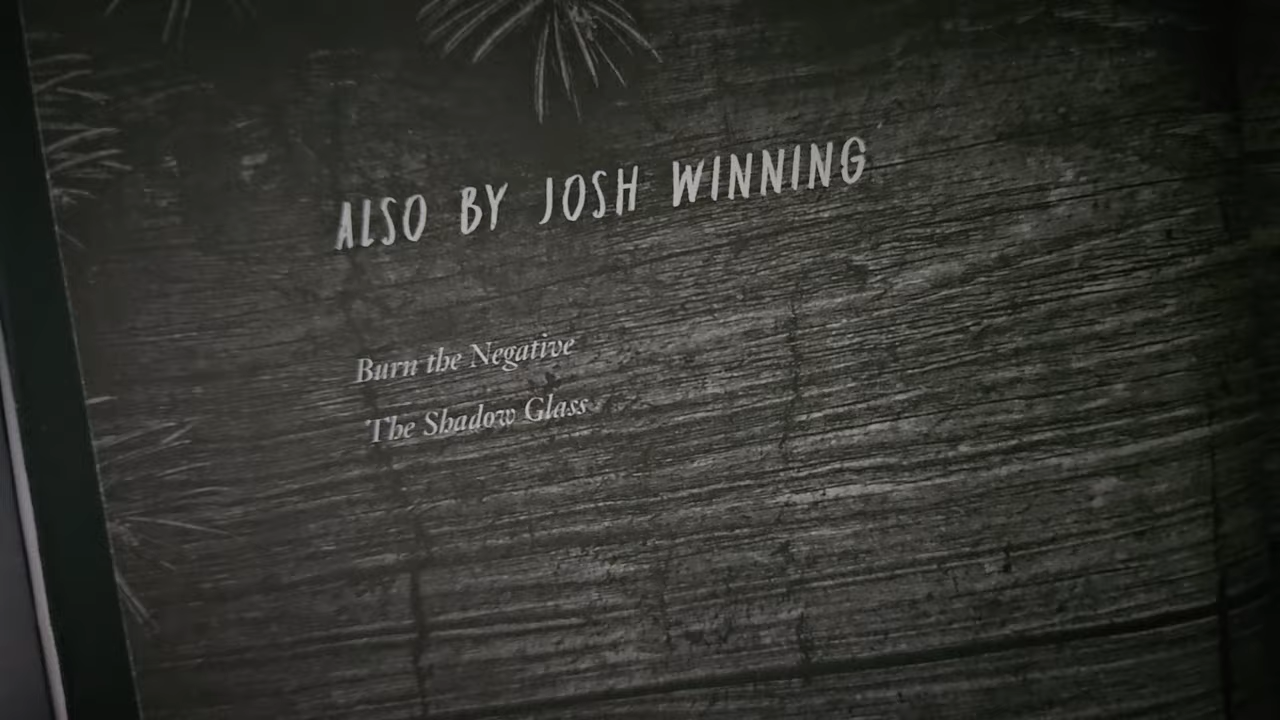 ALSO BY JOSH WINNING
Burn the Negative
The Shadow Glass